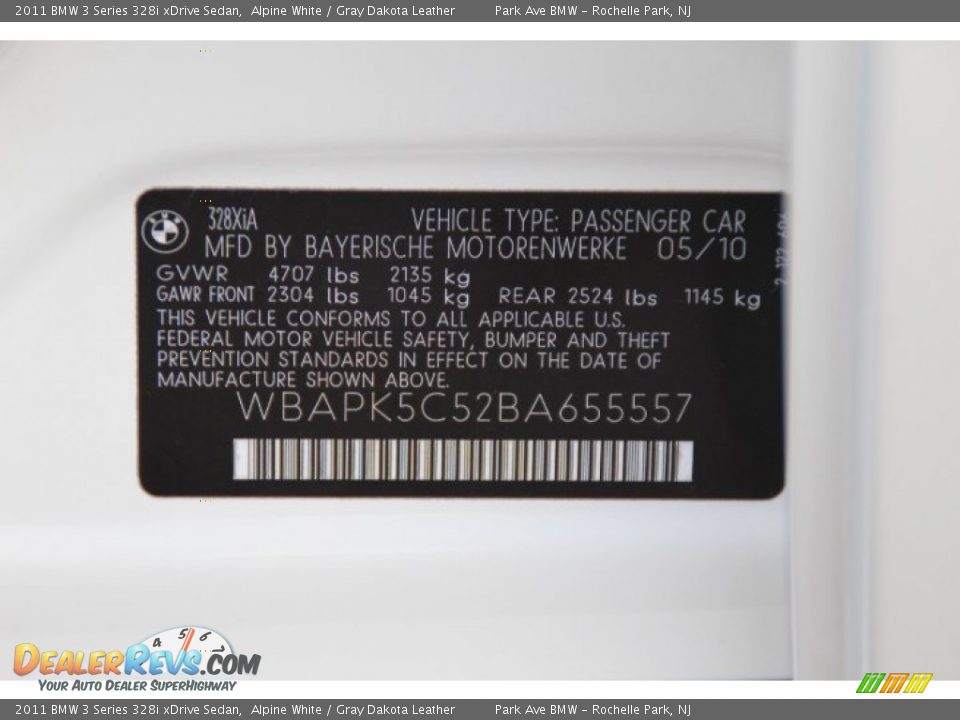 2011 BMW 3 Series 328i xDrive Sedan, Alpine White / Gray Dakota Leather Park Ave BMW - Rochelle Park, NJ
328XiA VEHICLE TYPE: PASSENGER CAR
MFD BY BAYERISCHE MOTORENWERKE 05/10
GVWR 4707 lbs 2135 kg
GAWR FRONT 2304 lbs 1045 kg REAR 2524 lbs 1145 kg
THIS VEHICLE CONFORMS TO ALL APPLICABLE U.S.
FEDERAL MOTOR VEHICLE SAFETY, BUMPER AND THEFT
PREVENTION STANDARDS IN EFFECT ON THE DATE OF
MANUFACTURE SHOWN ABOVE.
WBAPK5C52BA655557
4 5 6 7
DEALERREVS.COM
YOUR AUTO DEALER SUPERHIGHWAY
2011 BMW 3 Series 328i xDrive Sedan, Alpine White / Gray Dakota Leather Park Ave BMW - Rochelle Park, NJ